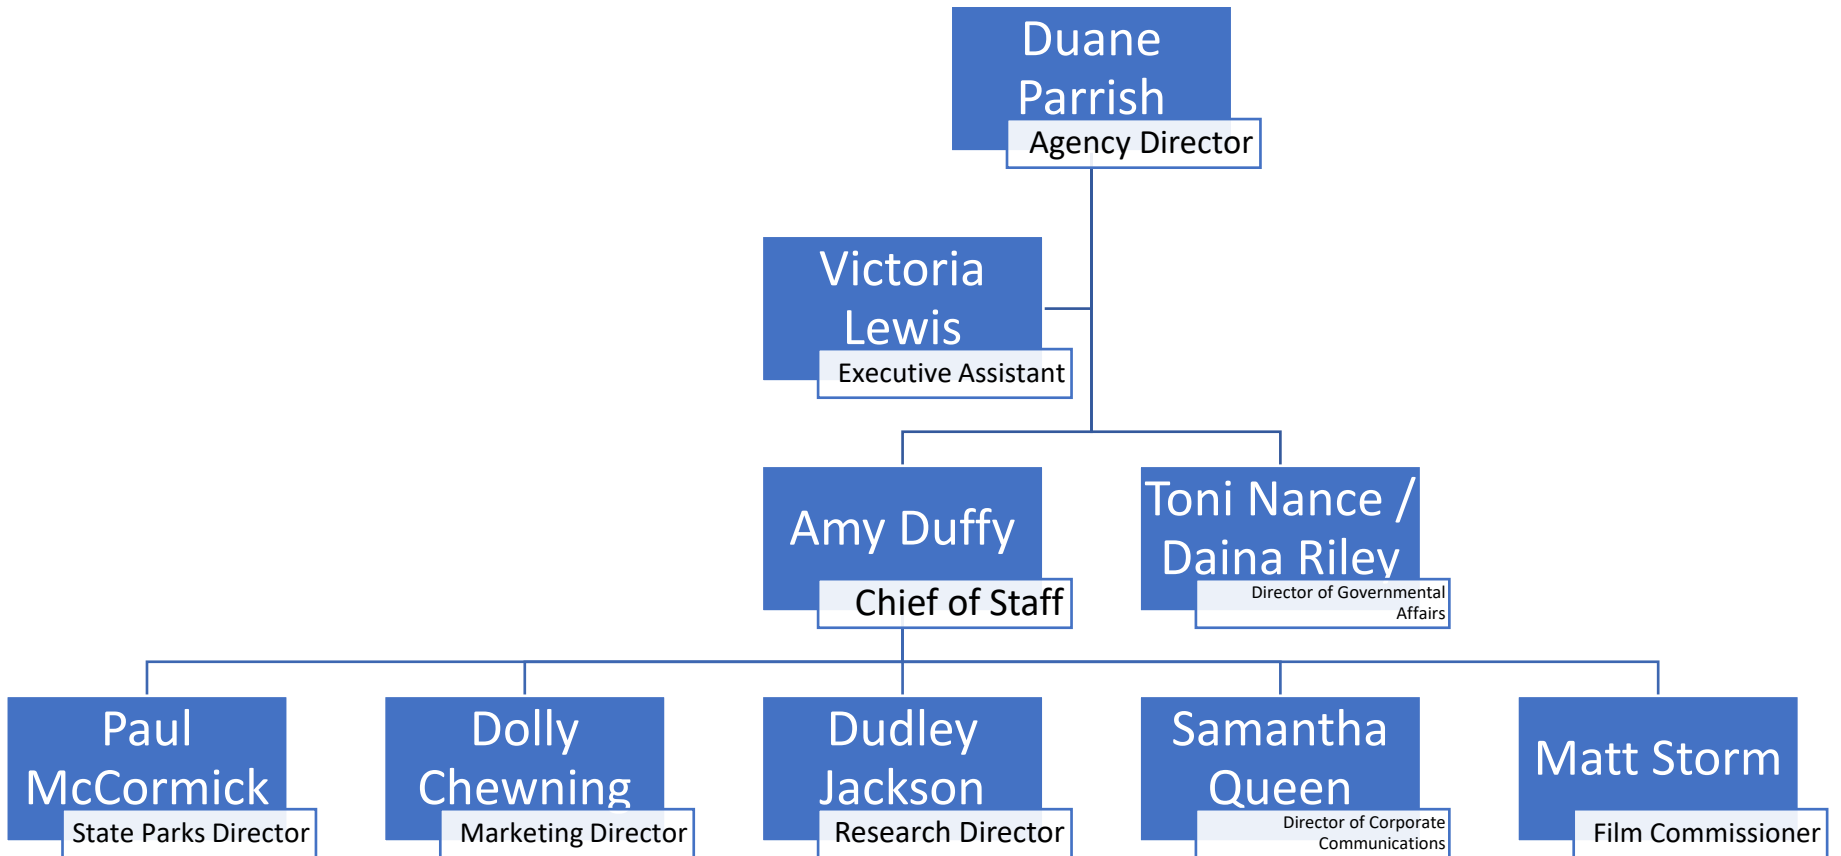 Duane
Parrish
Agency Director
Victoria
Lewis
Executive Assistant
Amy Duffy
Chief of Staff
Toni Nance /
Daina Riley
Director of Governmental
Affairs
Paul
McCormick
State Parks Director
Dolly
Chewning
Marketing Director
Dudley
Jackson
Research Director
Samantha
Queen
Director of Corporate
Communications
Matt Storm
Film Commissioner